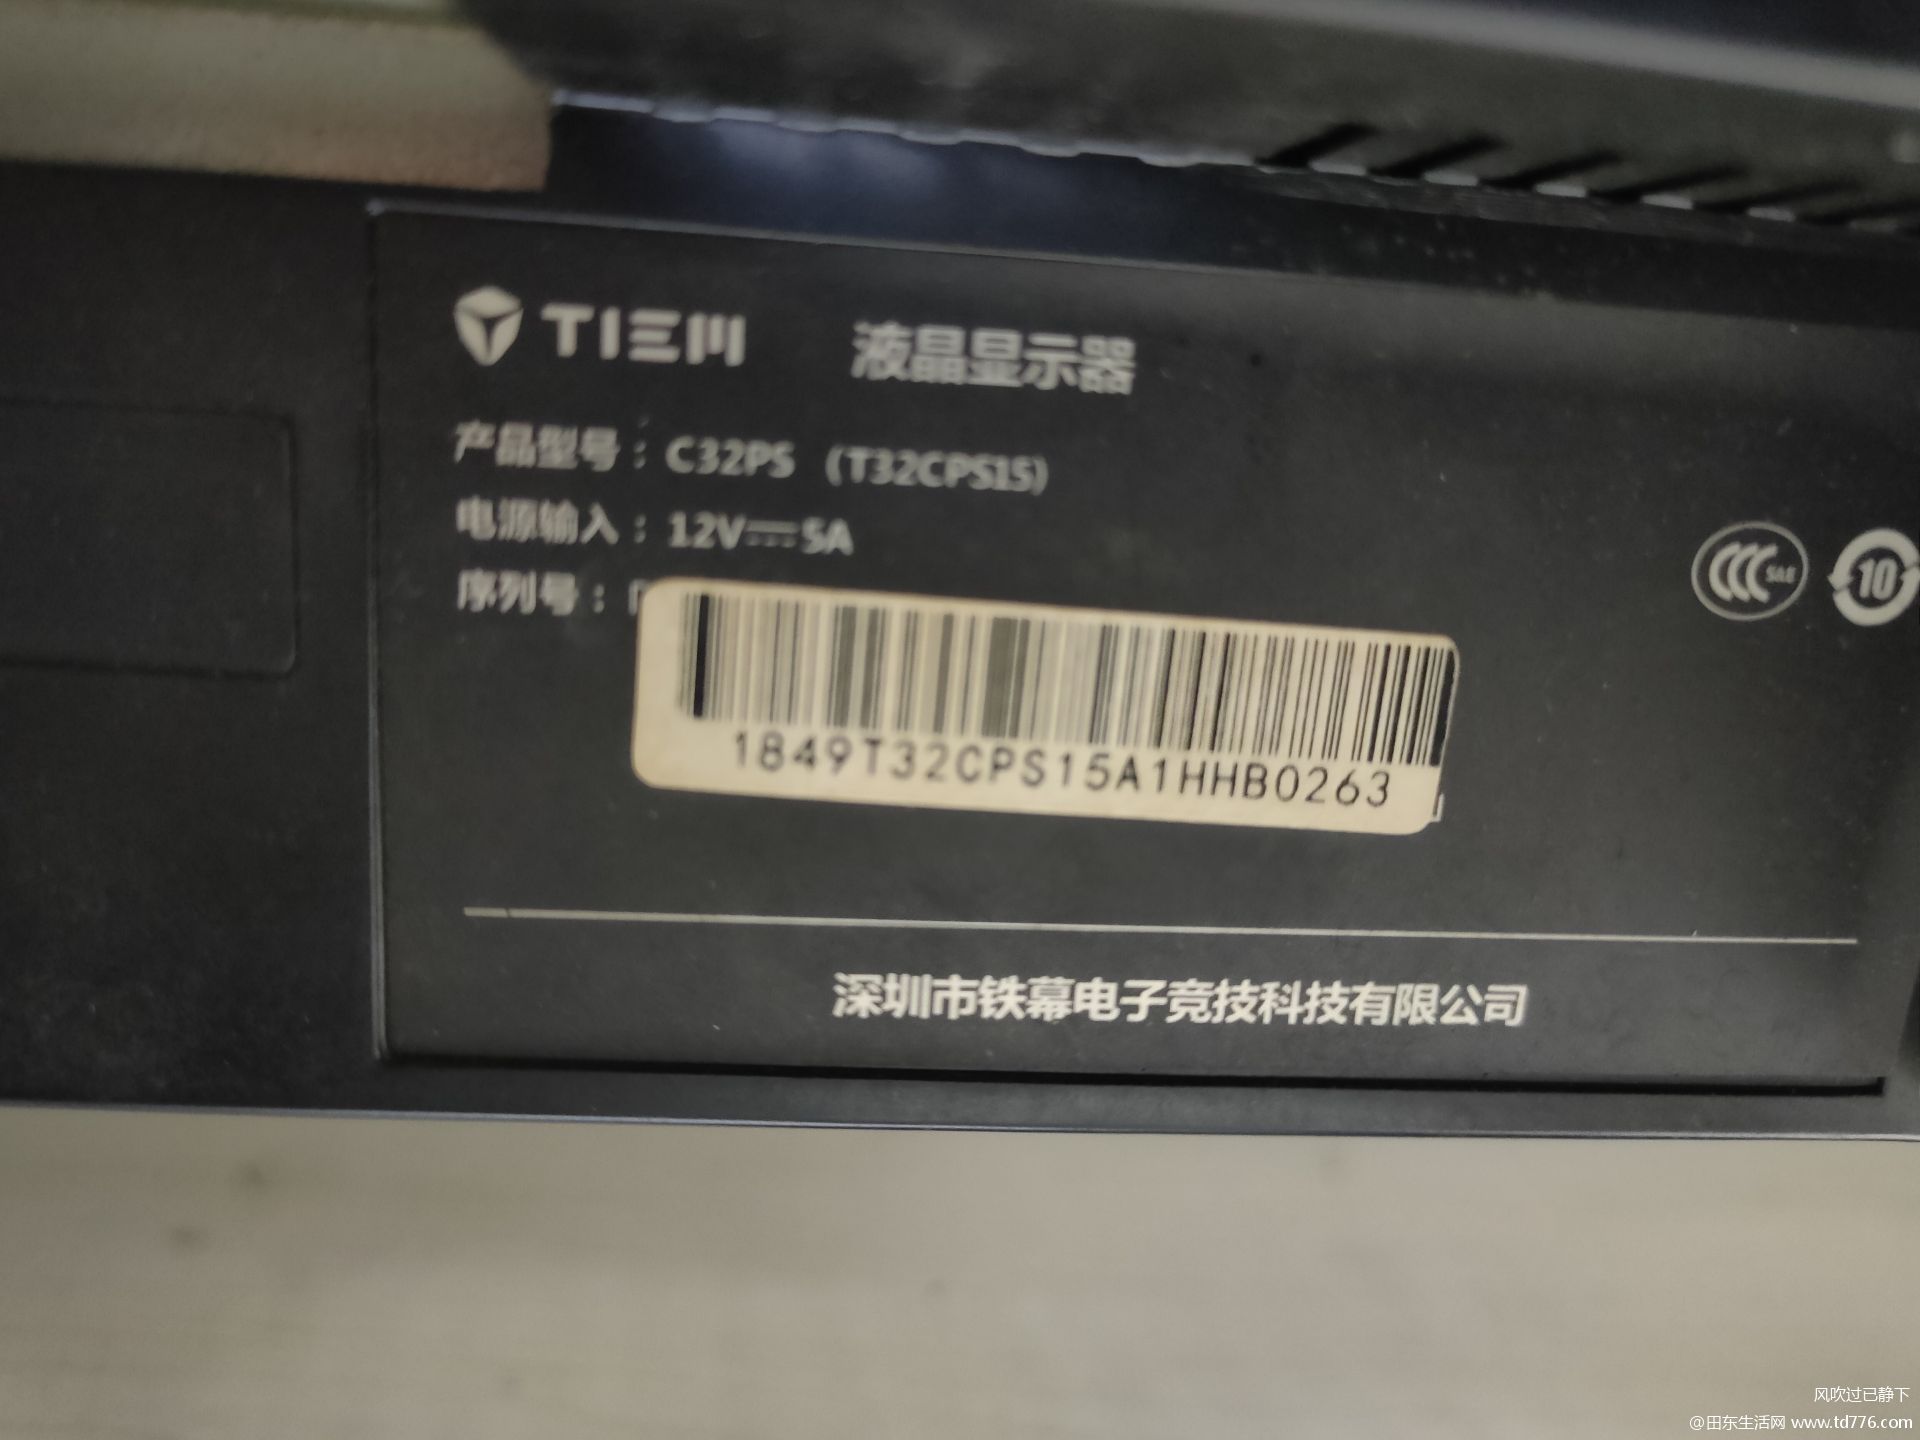 TIEM 液晶显示器
产品型号：C32PS (T32CPS15)
电源输入：12V⎓5A
序列号：
1849T32CPS15A1HHB0263
CCC S&E 10
深圳市铁幕电子竞技科技有限公司
风吹过已静下
@田东生活网 www.td776.com